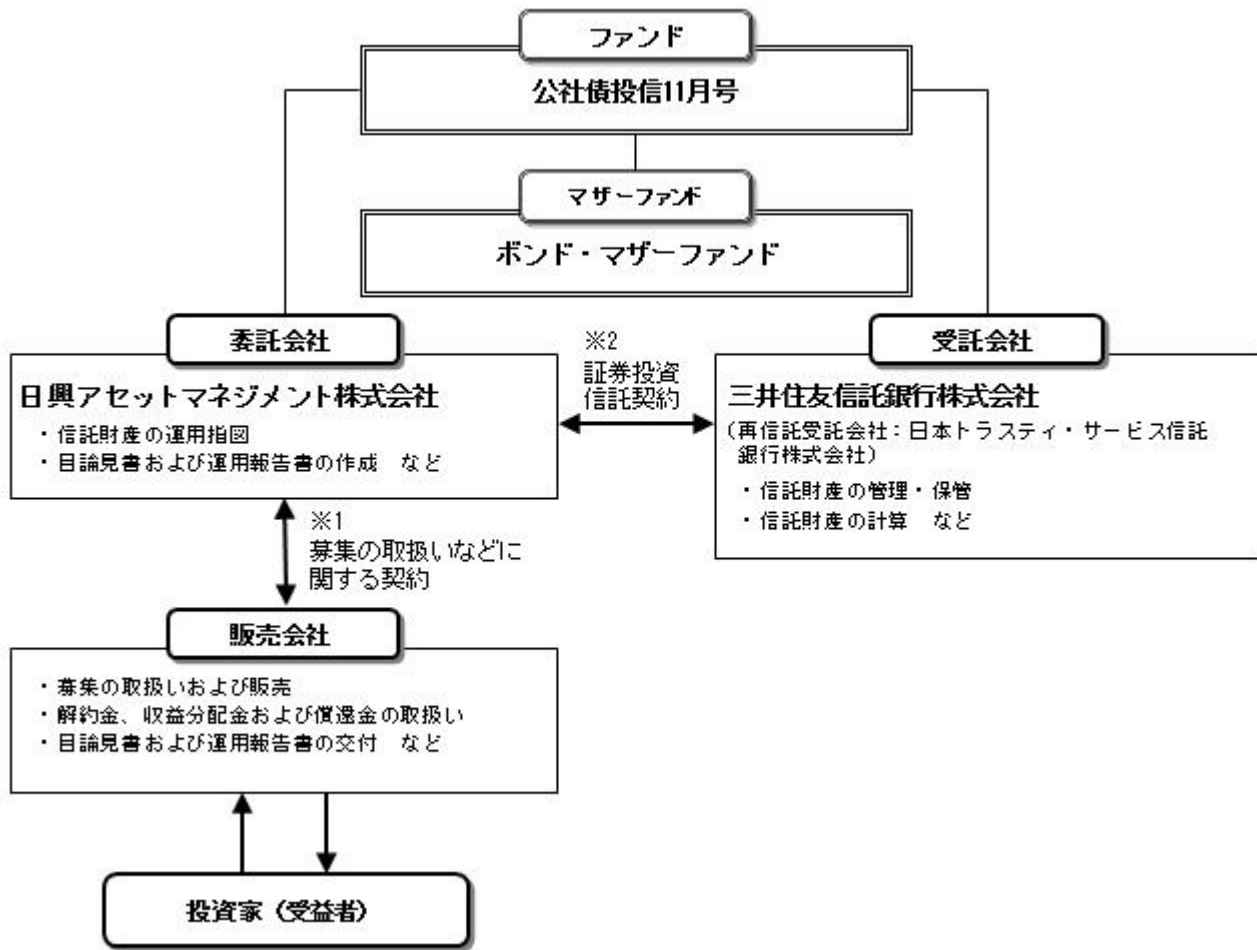 ファンド
公社債投信11月号
マザーファンド
ボンド・マザーファンド
委託会社
日興アセットマネジメント株式会社
・信託財産の運用指図
・目論見書および運用報告書の作成 など
※2
証券投資
信託契約
受託会社
三井住友信託銀行株式会社
(再信託受託会社:日本トラスティ・サービス信託
銀行株式会社)
・信託財産の管理・保管
・信託財産の計算 など
※1
募集の取扱いなどに
関する契約
販売会社
・募集の取扱いおよび販売
・解約金、収益分配金および償還金の取扱い
・目論見書および運用報告書の交付 など
投資家(受益者)